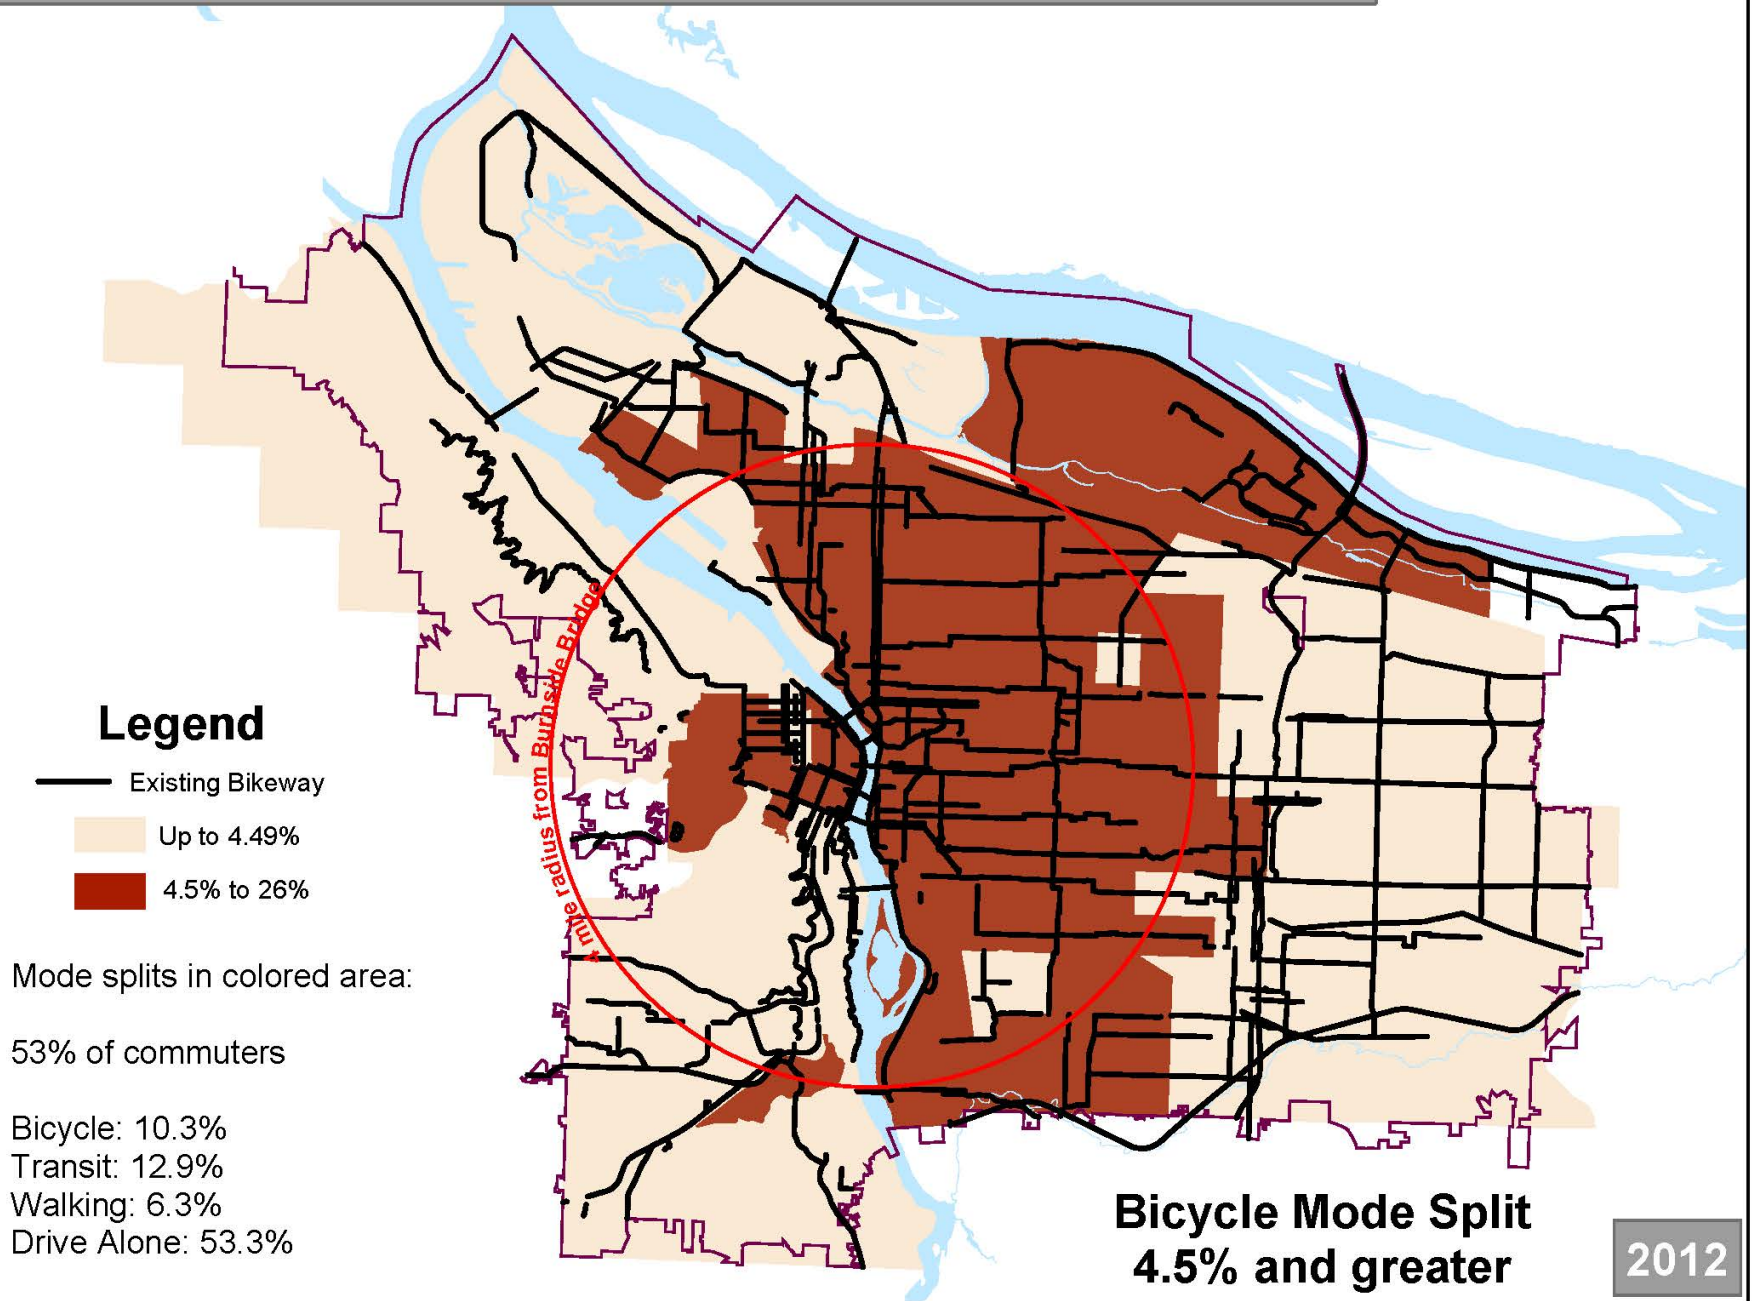 4 mile radius from Burnside Bridge
Legend
Existing Bikeway
Up to 4.49%
4.5% to 26%
Mode splits in colored area:
53% of commuters
Bicycle: 10.3%
Transit: 12.9%
Walking: 6.3%
Drive Alone: 53.3%
Bicycle Mode Split
4.5% and greater
2012